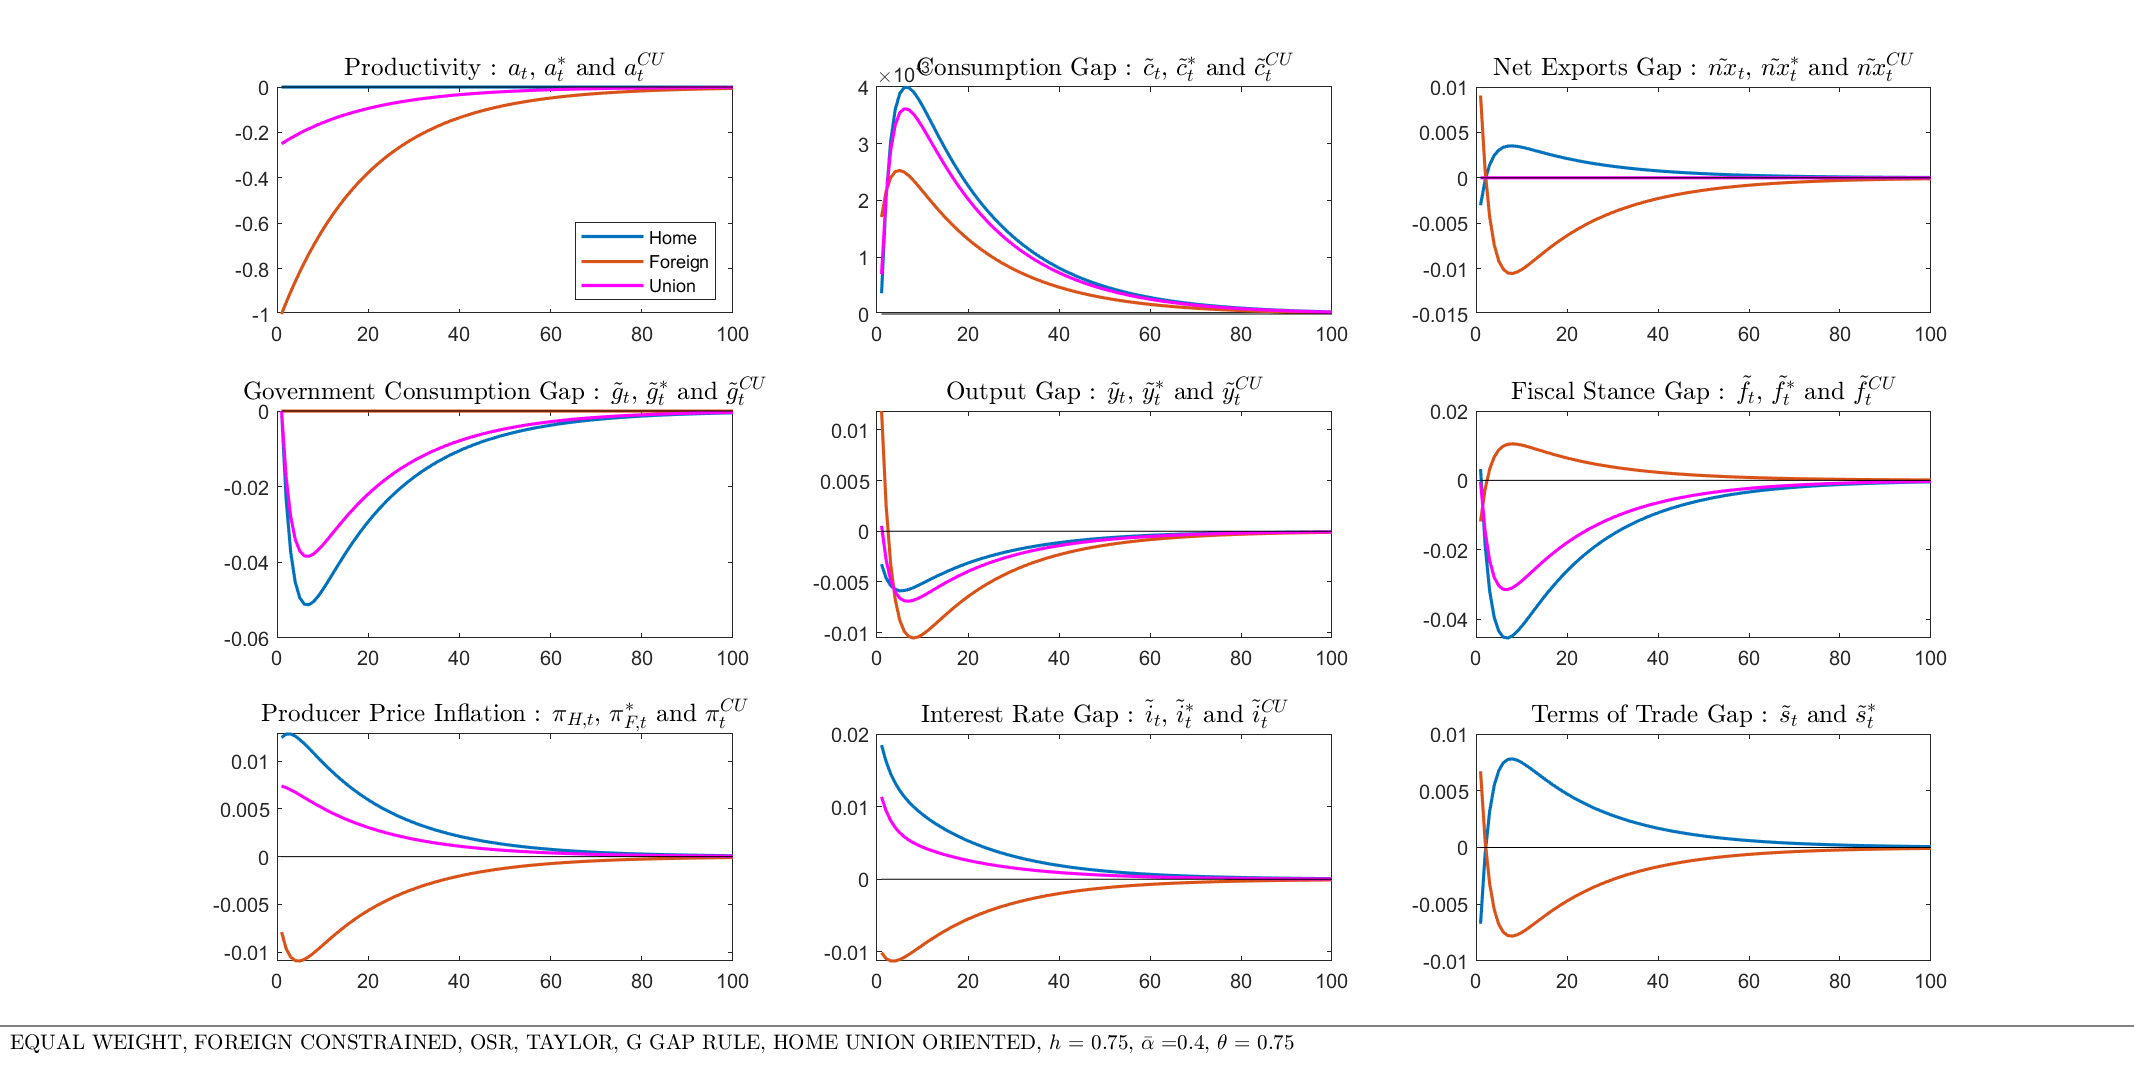 Productivity : a_t, a_t^* and a_t^{CU}
0
-0.2
-0.4
-0.6
-0.8
-1
0 20 40 60 80 100
Home
Foreign
Union
×10
Consumption Gap : c̃_t, c̃_t^* and c̃_t^{CU}
4
3
2
1
0
0 20 40 60 80 100
Net Exports Gap : ñx_t, ñx_t^* and ñx_t^{CU}
0.01
0.005
0
-0.005
-0.01
-0.015
0 20 40 60 80 100
Government Consumption Gap : g̃_t, g̃_t^* and g̃_t^{CU}
0
-0.02
-0.04
-0.06
0 20 40 60 80 100
Output Gap : ỹ_t, ỹ_t^* and ỹ_t^{CU}
0.01
0.005
0
-0.005
-0.01
0 20 40 60 80 100
Fiscal Stance Gap : f̃_t, f̃_t^* and f̃_t^{CU}
0.02
0
-0.02
-0.04
0 20 40 60 80 100
Producer Price Inflation : π_{H,t}, π_{F,t}^* and π_t^{CU}
0.01
0.005
0
-0.005
-0.01
0 20 40 60 80 100
Interest Rate Gap : ĩ_t, ĩ_t^* and ĩ_t^{CU}
0.02
0.01
0
-0.01
0 20 40 60 80 100
Terms of Trade Gap : s̃_t and s̃_t^*
0.01
0.005
0
-0.005
-0.01
0 20 40 60 80 100
EQUAL WEIGHT, FOREIGN CONSTRAINED, OSR, TAYLOR, G GAP RULE, HOME UNION ORIENTED, h = 0.75, ᾱ =0.4, θ = 0.75